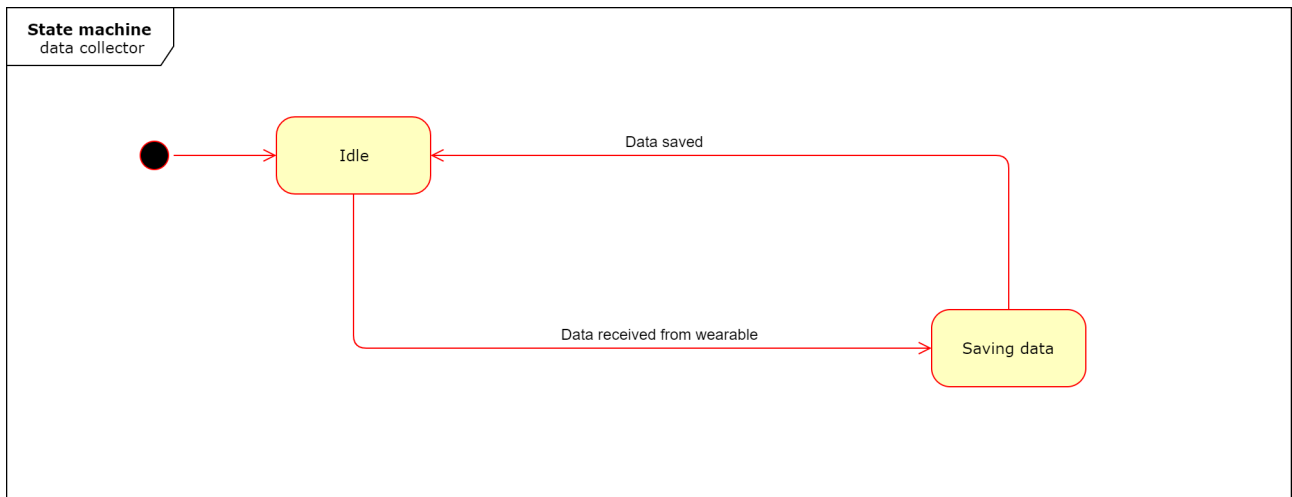 State machine
data collector
Idle
Data saved
Data received from wearable
Saving data